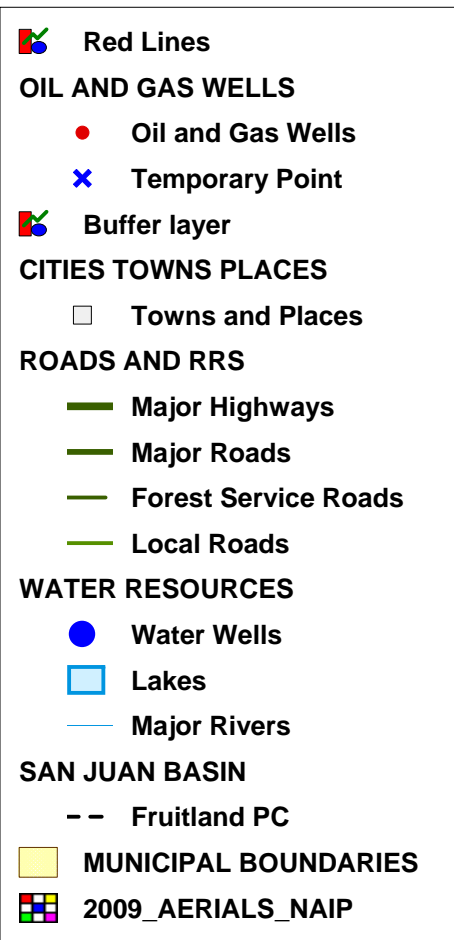 Red Lines
OIL AND GAS WELLS
Oil and Gas Wells
Temporary Point
Buffer layer
CITIES TOWNS PLACES
Towns and Places
ROADS AND RRS
Major Highways
Major Roads
Forest Service Roads
Local Roads
WATER RESOURCES
Water Wells
Lakes
Major Rivers
SAN JUAN BASIN
Fruitland PC
MUNICIPAL BOUNDARIES
2009_AERIALS_NAIP